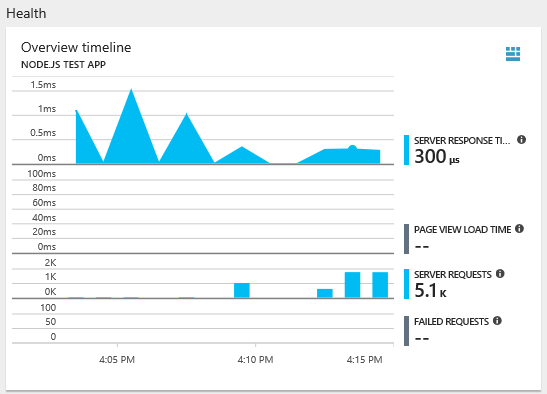 Health
Overview timeline
NODE.JS TEST APP
1.5ms
1ms
0.5ms
0ms
SERVER RESPONSE TI...
300 µs
100ms
80ms
60ms
40ms
20ms
0ms
PAGE VIEW LOAD TIME
--
2K
1K
0K
SERVER REQUESTS
5.1 K
100
50
0
FAILED REQUESTS
--
4:05 PM 4:10 PM 4:15 PM